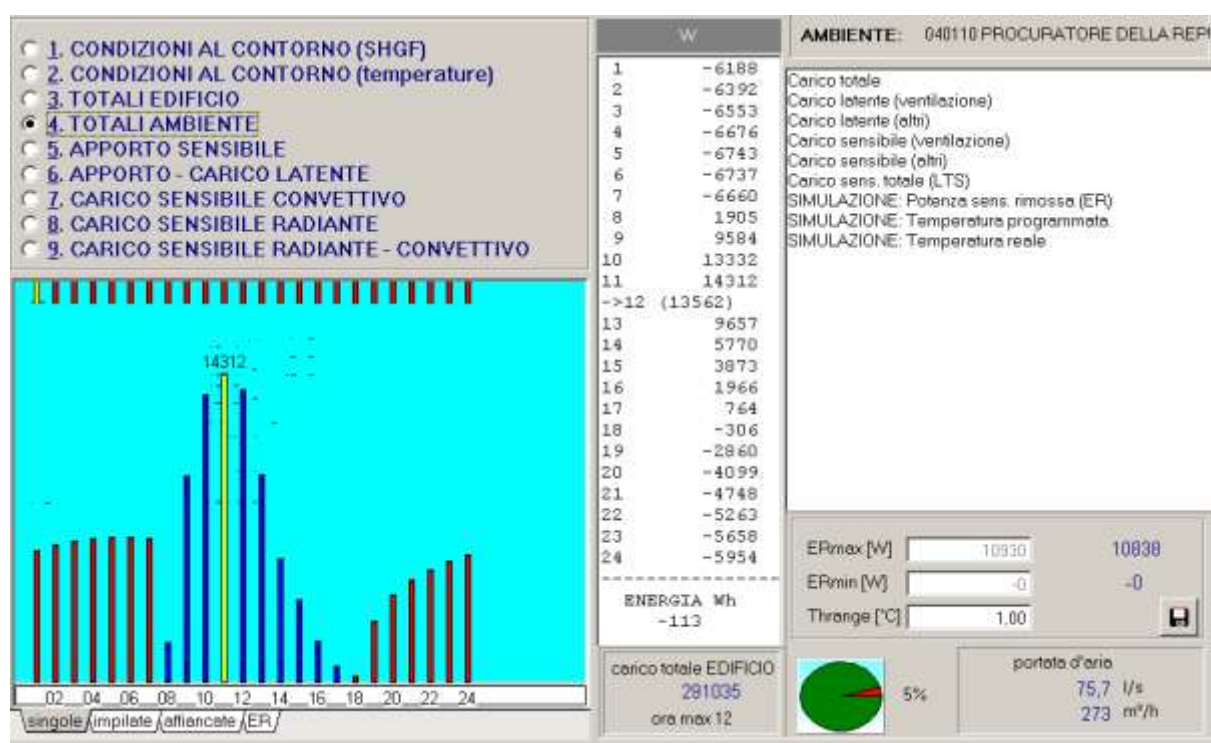 1. CONDIZIONI AL CONTORNO (SHGF)
2. CONDIZIONI AL CONTORNO (temperature)
3. TOTALI EDIFICIO
4. TOTALI AMBIENTE
5. APPORTO SENSIBILE
6. APPORTO - CARICO LATENTE
7. CARICO SENSIBILE CONVETTIVO
8. CARICO SENSIBILE RADIANTE
9. CARICO SENSIBILE RADIANTE - CONVETTIVO
14312
02 04 06 08 10 12 14 16 18 20 22 24
singole impilate affiancate ER
W
1 -6188
2 -6392
3 -6553
4 -6676
5 -6743
6 -6737
7 -6660
8 1905
9 9584
10 13332
11 14312
->12 (13562)
13 9657
14 5770
15 3873
16 1966
17 764
18 -306
19 -2860
20 -4099
21 -4748
22 -5263
23 -5658
24 -5954
ENERGIA Wh
-113
carico totale EDIFICIO
291035
ora max 12
AMBIENTE: 040110 PROCURATORE DELLA REP
Carico totale
Carico latente (ventilazione)
Carico latente (altri)
Carico sensibile (ventilazione)
Carico sensibile (altri)
Carico sens. totale (LTS)
SIMULAZIONE: Potenza sens. rimossa (ER)
SIMULAZIONE: Temperatura programmata
SIMULAZIONE: Temperatura reale
ERmax [W] 10930 10838
ERmin [W] -0 -0
Thrange [°C] 1,00
5%
portata d'aria
75,7 l/s
273 m³/h